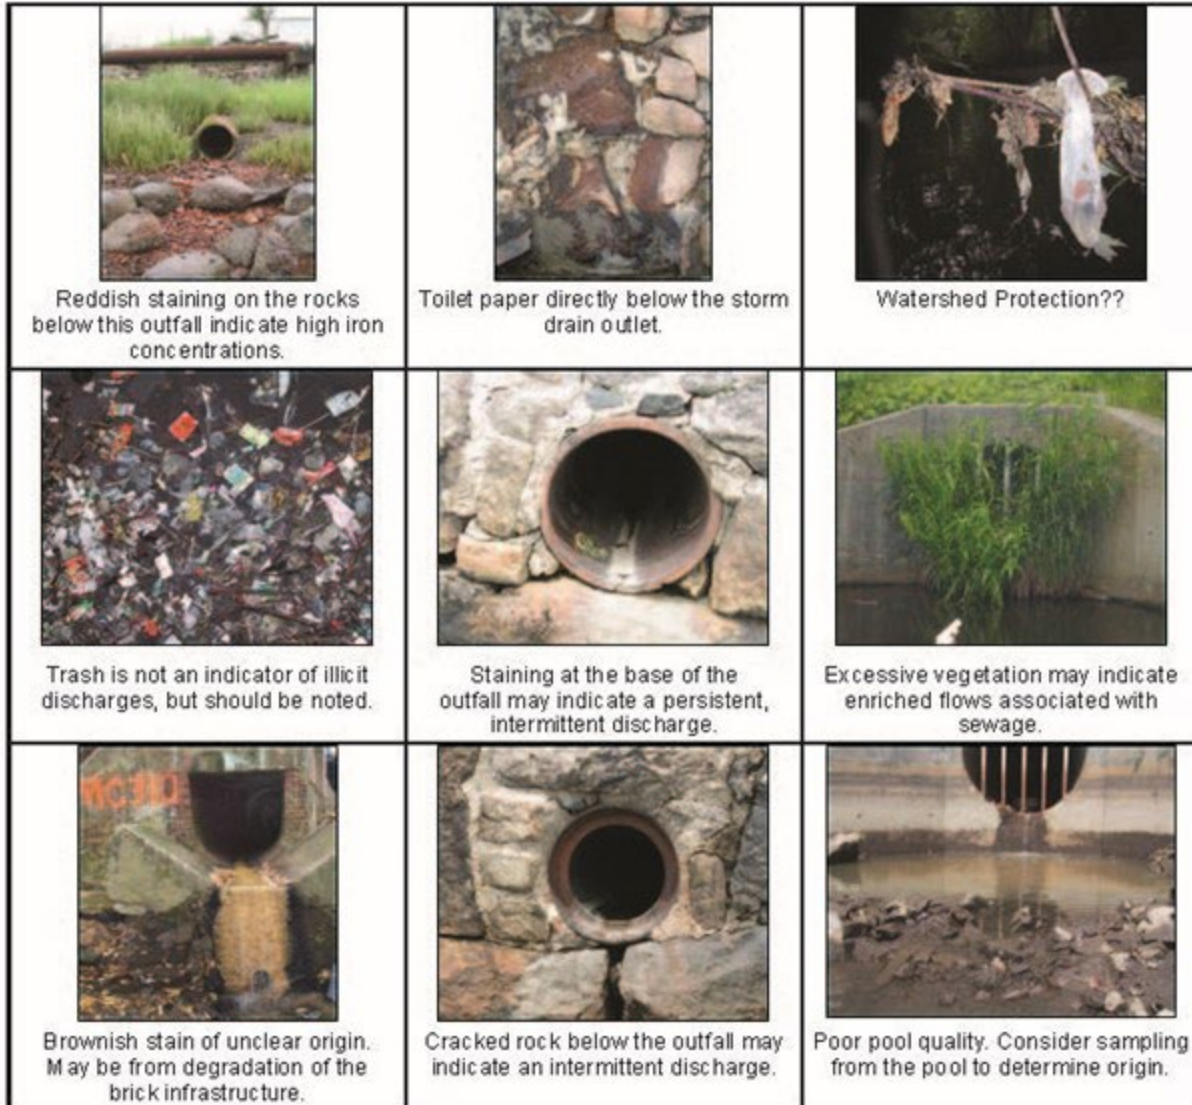 Reddish staining on the rocks
below this outfall indicate high iron
concentrations.
Toilet paper directly below the storm
drain outlet.
Watershed Protection??
Trash is not an indicator of illicit
discharges, but should be noted.
Staining at the base of the
outfall may indicate a persistent,
intermittent discharge.
Excessive vegetation may indicate
enriched flows associated with
sewage.
Brownish stain of unclear origin.
May be from degradation of the
brick infrastructure.
Cracked rock below the outfall may
indicate an intermittent discharge.
Poor pool quality. Consider sampling
from the pool to determine origin.